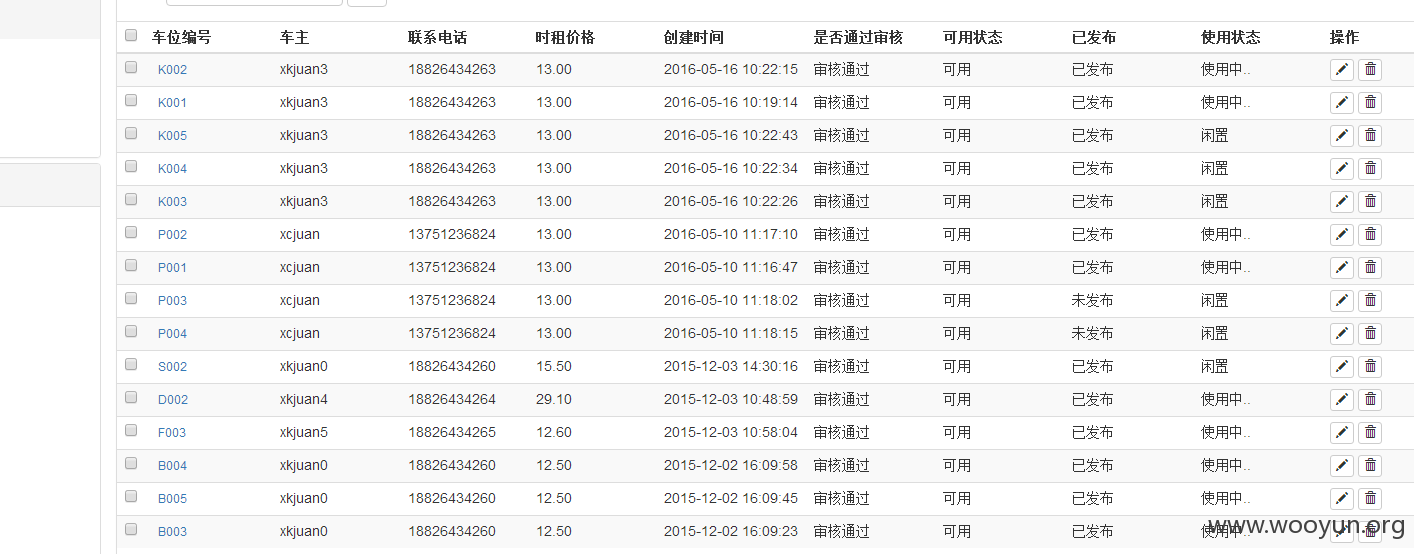 车位编号 车主 联系电话 时租价格 创建时间 是否通过审核 可用状态 已发布 使用状态 操作
K002 xkjuan3 18826434263 13.00 2016-05-16 10:22:15 审核通过 可用 已发布 使用中..
K001 xkjuan3 18826434263 13.00 2016-05-16 10:19:14 审核通过 可用 已发布 使用中..
K005 xkjuan3 18826434263 13.00 2016-05-16 10:22:43 审核通过 可用 已发布 闲置
K004 xkjuan3 18826434263 13.00 2016-05-16 10:22:34 审核通过 可用 已发布 闲置
K003 xkjuan3 18826434263 13.00 2016-05-16 10:22:26 审核通过 可用 已发布 闲置
P002 xcjuan 13751236824 13.00 2016-05-10 11:17:10 审核通过 可用 已发布 使用中..
P001 xcjuan 13751236824 13.00 2016-05-10 11:16:47 审核通过 可用 已发布 使用中..
P003 xcjuan 13751236824 13.00 2016-05-10 11:18:02 审核通过 可用 未发布 闲置
P004 xcjuan 13751236824 13.00 2016-05-10 11:18:15 审核通过 可用 未发布 闲置
S002 xkjuan0 18826434260 15.50 2015-12-03 14:30:16 审核通过 可用 已发布 闲置
D002 xkjuan4 18826434264 29.10 2015-12-03 10:48:59 审核通过 可用 已发布 使用中..
F003 xkjuan5 18826434265 12.60 2015-12-03 10:58:04 审核通过 可用 已发布 使用中..
B004 xkjuan0 18826434260 12.50 2015-12-02 16:09:58 审核通过 可用 已发布 使用中..
B005 xkjuan0 18826434260 12.50 2015-12-02 16:09:45 审核通过 可用 已发布 使用中..
B003 xkjuan0 18826434260 12.50 2015-12-02 16:09:23 审核通过 可用 已发布 使用中..
www.wooyun.org